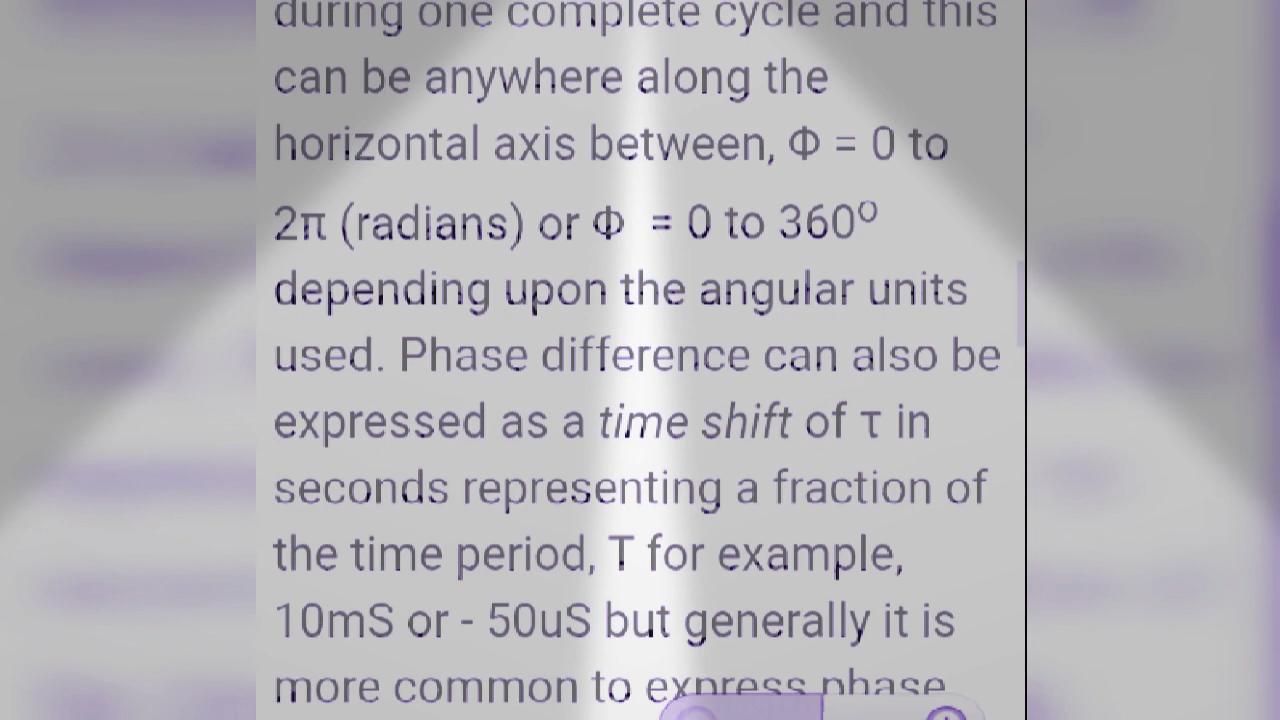 during one complete cycle and this
can be anywhere along the
horizontal axis between, Φ = 0 to
2π (radians) or Φ  = 0 to 360º
depending upon the angular units
used. Phase difference can also be
expressed as a time shift of τ in
seconds representing a fraction of
the time period, T for example,
10mS or - 50uS but generally it is
more common to express phase